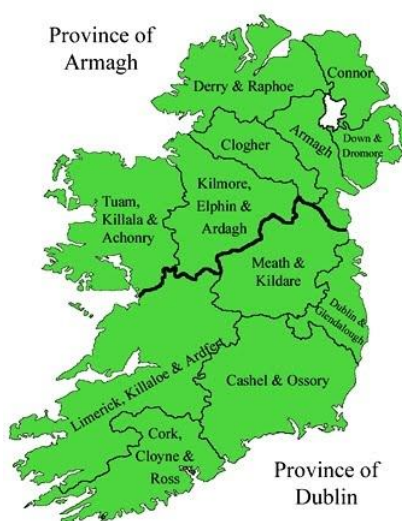 Province of
Armagh
Connor
Derry & Raphoe
Armagh
Down &
Dromore
Clogher
Kilmore,
Elphin &
Ardagh
Tuam,
Killala &
Achonry
Meath &
Kildare
Dublin &
Glendalough
Limerick, Killaloe & Ardfert
Cashel & Ossory
Cork,
Cloyne &
Ross
Province of
Dublin